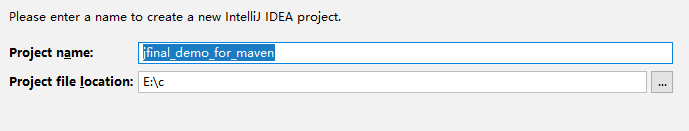 Please enter a name to create a new IntelliJ IDEA project.
Project name: jfinal_demo_for_maven
Project file location: E:\c ...